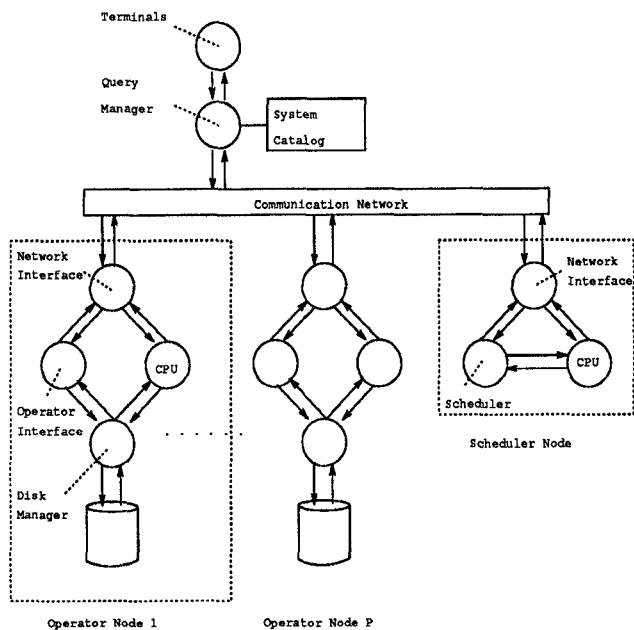 Terminals
Query
Manager
System
Catalog
Communication Network
Network
Interface
CPU
Operator
Interface
Disk
Manager
Operator Node 1
. . . . . .
Operator Node P
Network
Interface
CPU
Scheduler
Scheduler Node